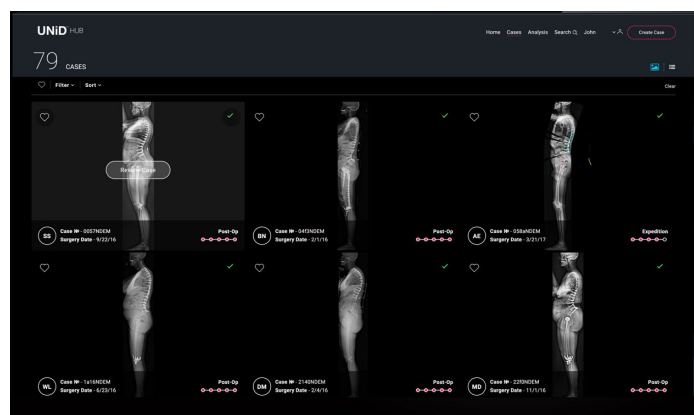 UNiD HUB
Home Cases Analysis Search John Create Case
79 CASES
Filter Sort Clear
Review Case
SS Case № - 0057NDEM Post-Op
Surgery Date - 9/22/16
BN Case № - 04f3NDEM Post-Op
Surgery Date - 2/1/16
AE Case № - 058aNDEM Expedition
Surgery Date - 3/21/17
WL Case № - 1a16NDEM Post-Op
Surgery Date - 6/23/16
DM Case № - 2140NDEM Post-Op
Surgery Date - 2/4/16
MD Case № - 22f0NDEM Post-Op
Surgery Date - 11/1/16